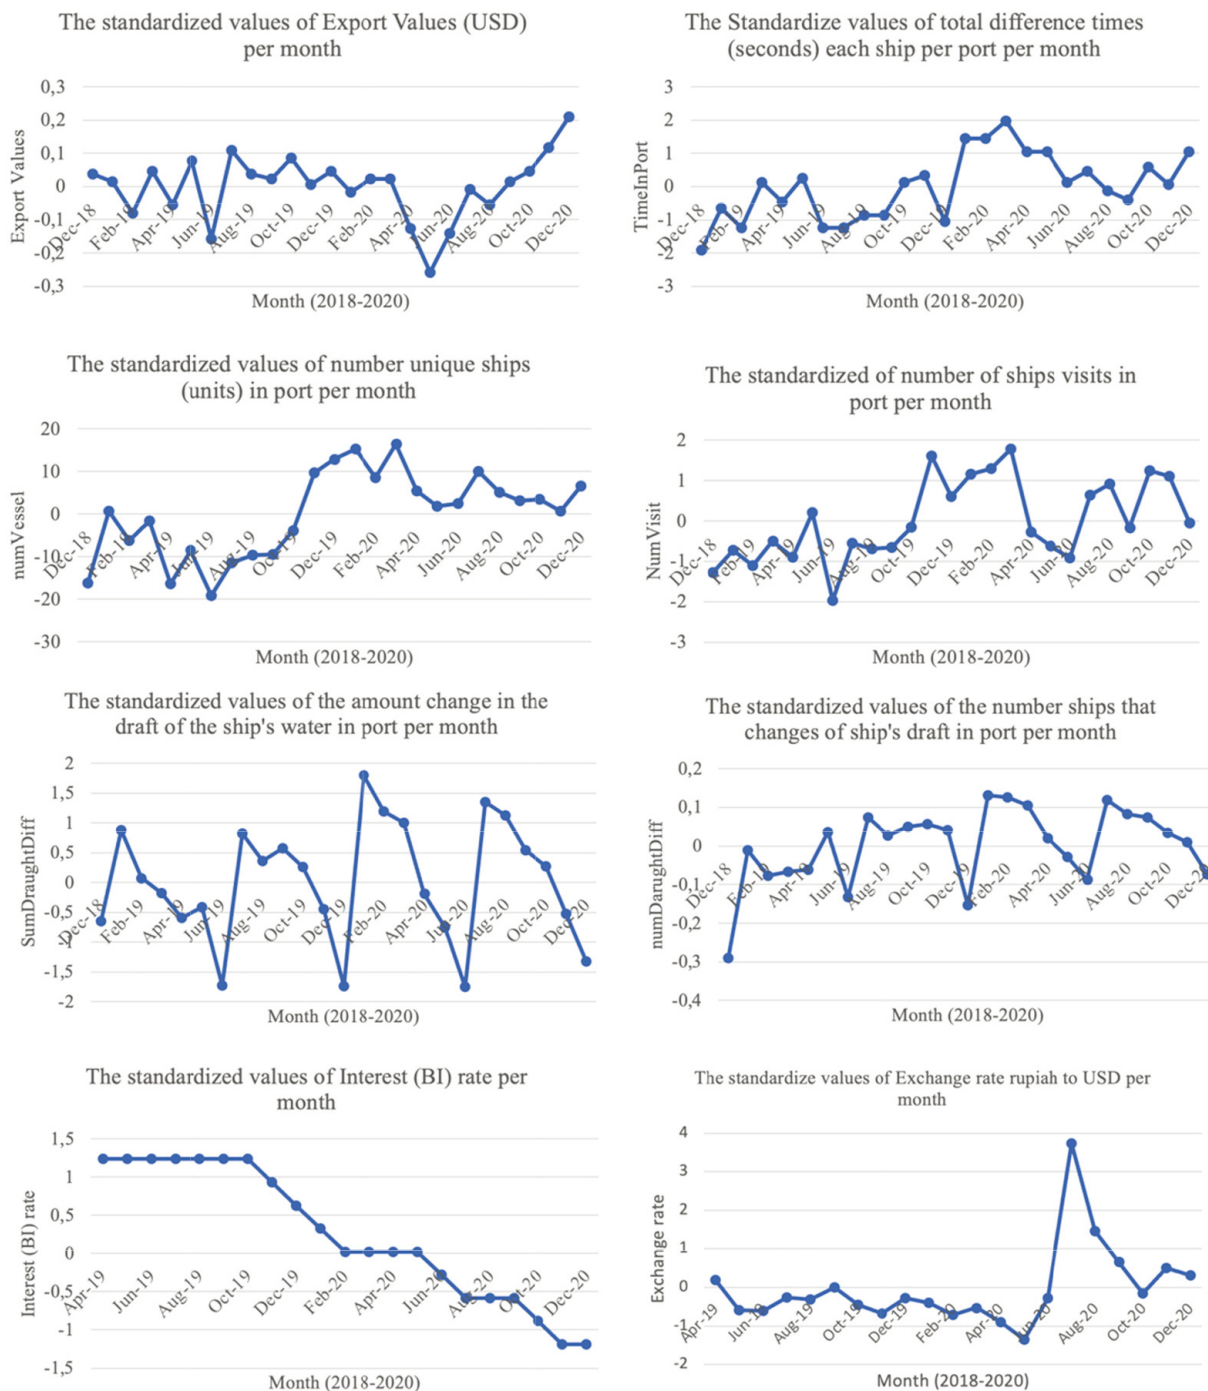 The standardized values of Export Values (USD)
per month
0,3
0,2
0,1
0
-0,1
-0,2
-0,3
Export Values
Dec-18
Feb-19
Apr-19
Jun-19
Aug-19
Oct-19
Dec-19
Feb-20
Apr-20
Jun-20
Aug-20
Oct-20
Dec-20
Month (2018-2020)
The Standardize values of total difference times
(seconds) each ship per port per month
3
2
1
0
-1
-2
-3
TimeInPort
Dec-18
Feb-19
Apr-19
Jun-19
Aug-19
Oct-19
Dec-19
Feb-20
Apr-20
Jun-20
Aug-20
Oct-20
Dec-20
Month (2018-2020)
The standardized values of number unique ships
(units) in port per month
20
10
0
-10
-20
-30
numVessel
Dec-18
Feb-19
Apr-19
Jun-19
Aug-19
Oct-19
Dec-19
Feb-20
Apr-20
Jun-20
Aug-20
Oct-20
Dec-20
Month (2018-2020)
The standardized of number of ships visits in
port per month
2
1
0
-1
-2
-3
NumVisit
Dec-18
Feb-19
Apr-19
Jun-19
Aug-19
Oct-19
Dec-19
Feb-20
Apr-20
Jun-20
Aug-20
Oct-20
Dec-20
Month (2018-2020)
The standardized values of the amount change in the
draft of the ship's water in port per month
2
1,5
1
0,5
0
-0,5
-1
-1,5
-2
SumDraughtDiff
Dec-18
Feb-19
Apr-19
Jun-19
Aug-19
Oct-19
Dec-19
Feb-20
Apr-20
Jun-20
Aug-20
Oct-20
Dec-20
Month (2018-2020)
The standardized values of the number ships that
changes of ship's draft in port per month
0,2
0,1
0
-0,1
-0,2
-0,3
-0,4
numDaraughtDiff
Dec-18
Feb-19
Apr-19
Jun-19
Aug-19
Oct-19
Dec-19
Feb-20
Apr-20
Jun-20
Aug-20
Oct-20
Dec-20
Month (2018-2020)
The standardized values of Interest (BI) rate per
month
1,5
1
0,5
0
-0,5
-1
-1,5
Interest (BI) rate
Apr-19
Jun-19
Aug-19
Oct-19
Dec-19
Feb-20
Apr-20
Jun-20
Aug-20
Oct-20
Dec-20
Month (2018-2020)
The standardize values of Exchange rate rupiah to USD per
month
4
3
2
1
0
-1
-2
Exchange rate
Apr-19
Jun-19
Aug-19
Oct-19
Dec-19
Feb-20
Apr-20
Jun-20
Aug-20
Oct-20
Dec-20
Month (2018-2020)